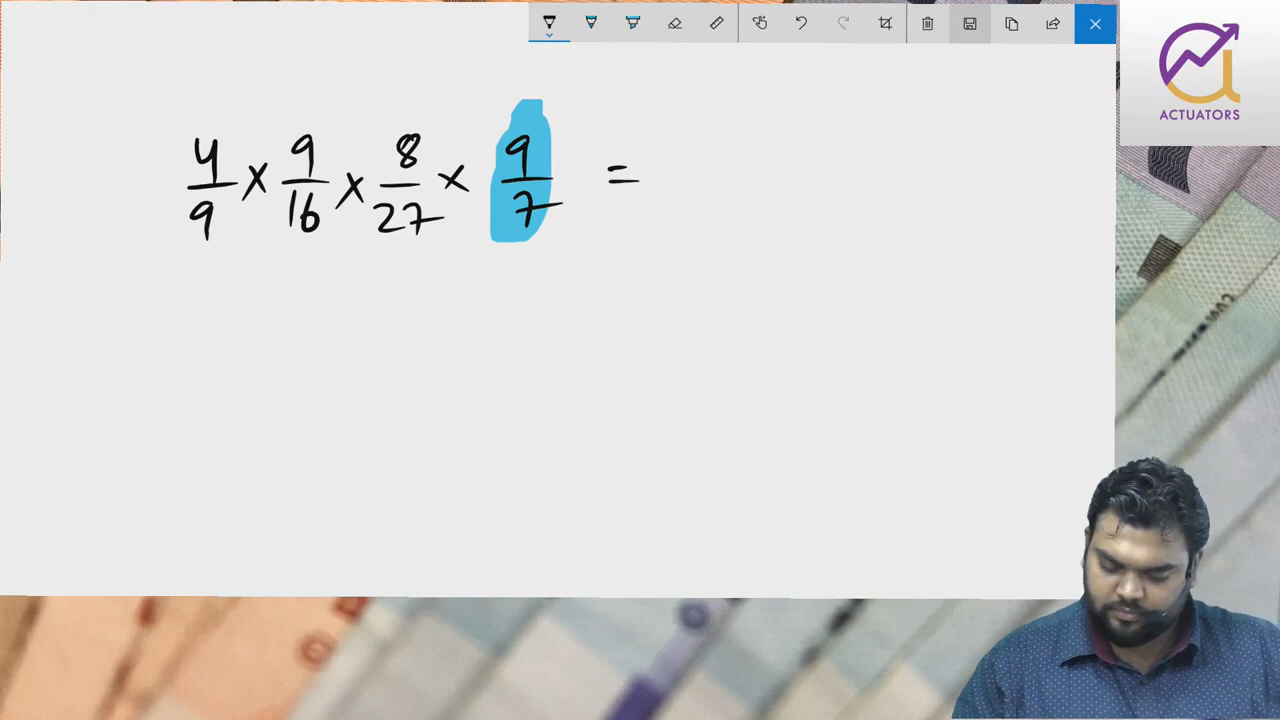 ACTUATORS
4/9 × 9/16 × 8/27 × 9/7 =